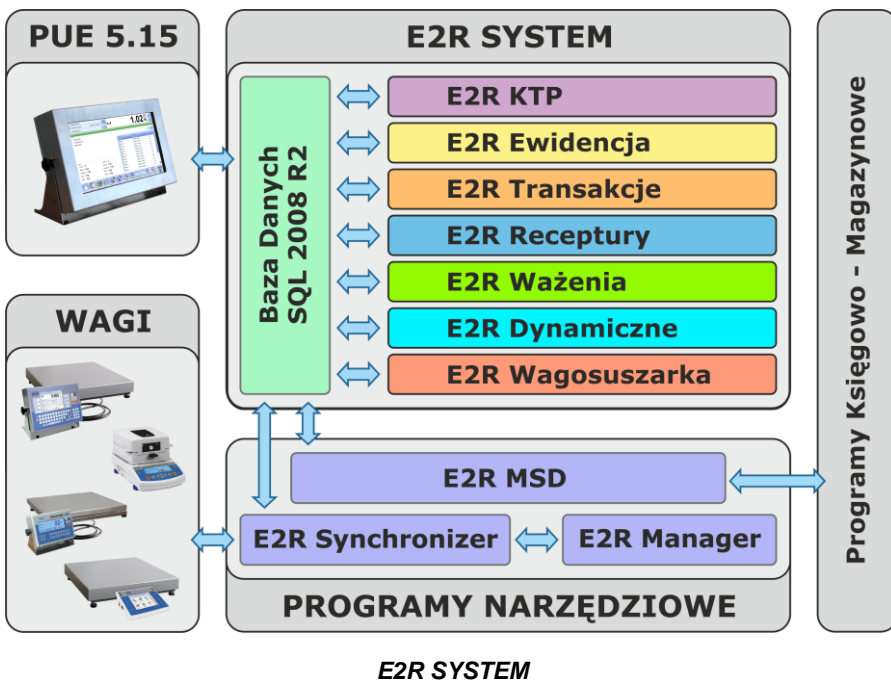 PUE 5.15
E2R SYSTEM
Baza Danych
SQL 2008 R2
E2R KTP
E2R Ewidencja
E2R Transakcje
E2R Receptury
E2R Ważenia
E2R Dynamiczne
E2R Wagosuszarka
WAGI
E2R MSD
E2R Synchronizer
E2R Manager
PROGRAMY NARZĘDZIOWE
Programy Księgowo - Magazynowe
E2R SYSTEM